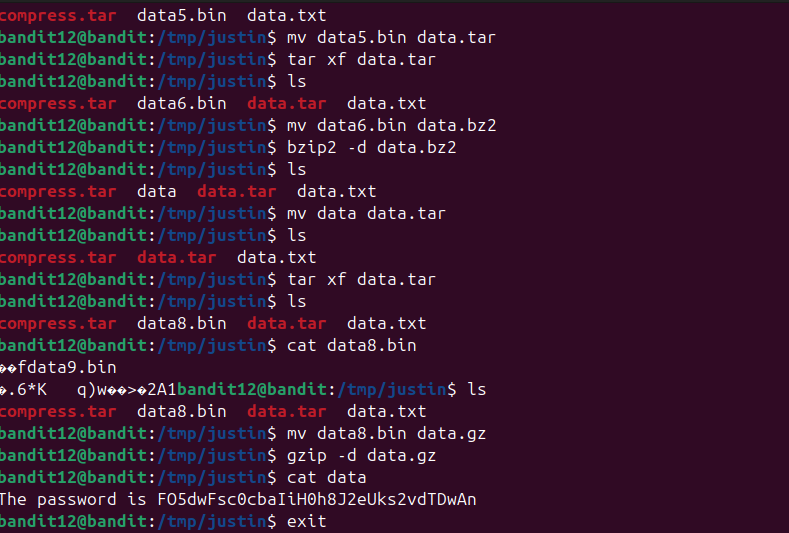 compress.tar data5.bin data.txt
bandit12@bandit:/tmp/justin$ mv data5.bin data.tar
bandit12@bandit:/tmp/justin$ tar xf data.tar
bandit12@bandit:/tmp/justin$ ls
compress.tar data6.bin data.tar data.txt
bandit12@bandit:/tmp/justin$ mv data6.bin data.bz2
bandit12@bandit:/tmp/justin$ bzip2 -d data.bz2
bandit12@bandit:/tmp/justin$ ls
compress.tar data data.tar data.txt
bandit12@bandit:/tmp/justin$ mv data data.tar
bandit12@bandit:/tmp/justin$ ls
compress.tar data.tar data.txt
bandit12@bandit:/tmp/justin$ tar xf data.tar
bandit12@bandit:/tmp/justin$ ls
compress.tar data8.bin data.tar data.txt
bandit12@bandit:/tmp/justin$ cat data8.bin
��fdata9.bin
�.6*K q)w��>�2A1bandit12@bandit:/tmp/justin$ ls
compress.tar data8.bin data.tar data.txt
bandit12@bandit:/tmp/justin$ mv data8.bin data.gz
bandit12@bandit:/tmp/justin$ gzip -d data.gz
bandit12@bandit:/tmp/justin$ cat data
The password is FO5dwFsc0cbaIiH0h8J2eUks2vdTDwAn
bandit12@bandit:/tmp/justin$ exit